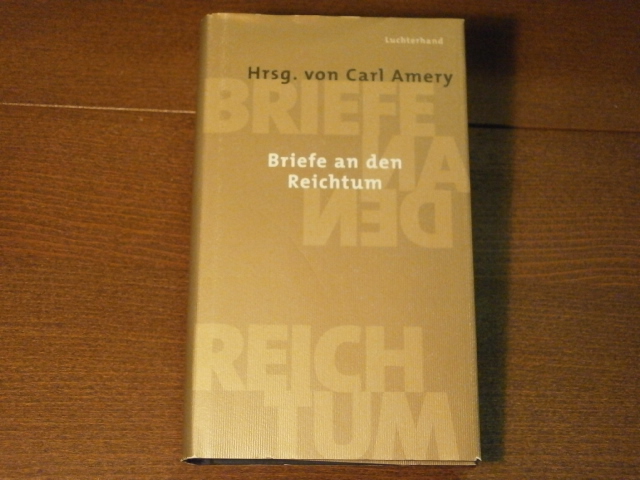 Luchterhand
Hrsg. von Carl Amery
BRIEFE
AN
Briefe an den
Reichtum
DEN
REICH
TUM